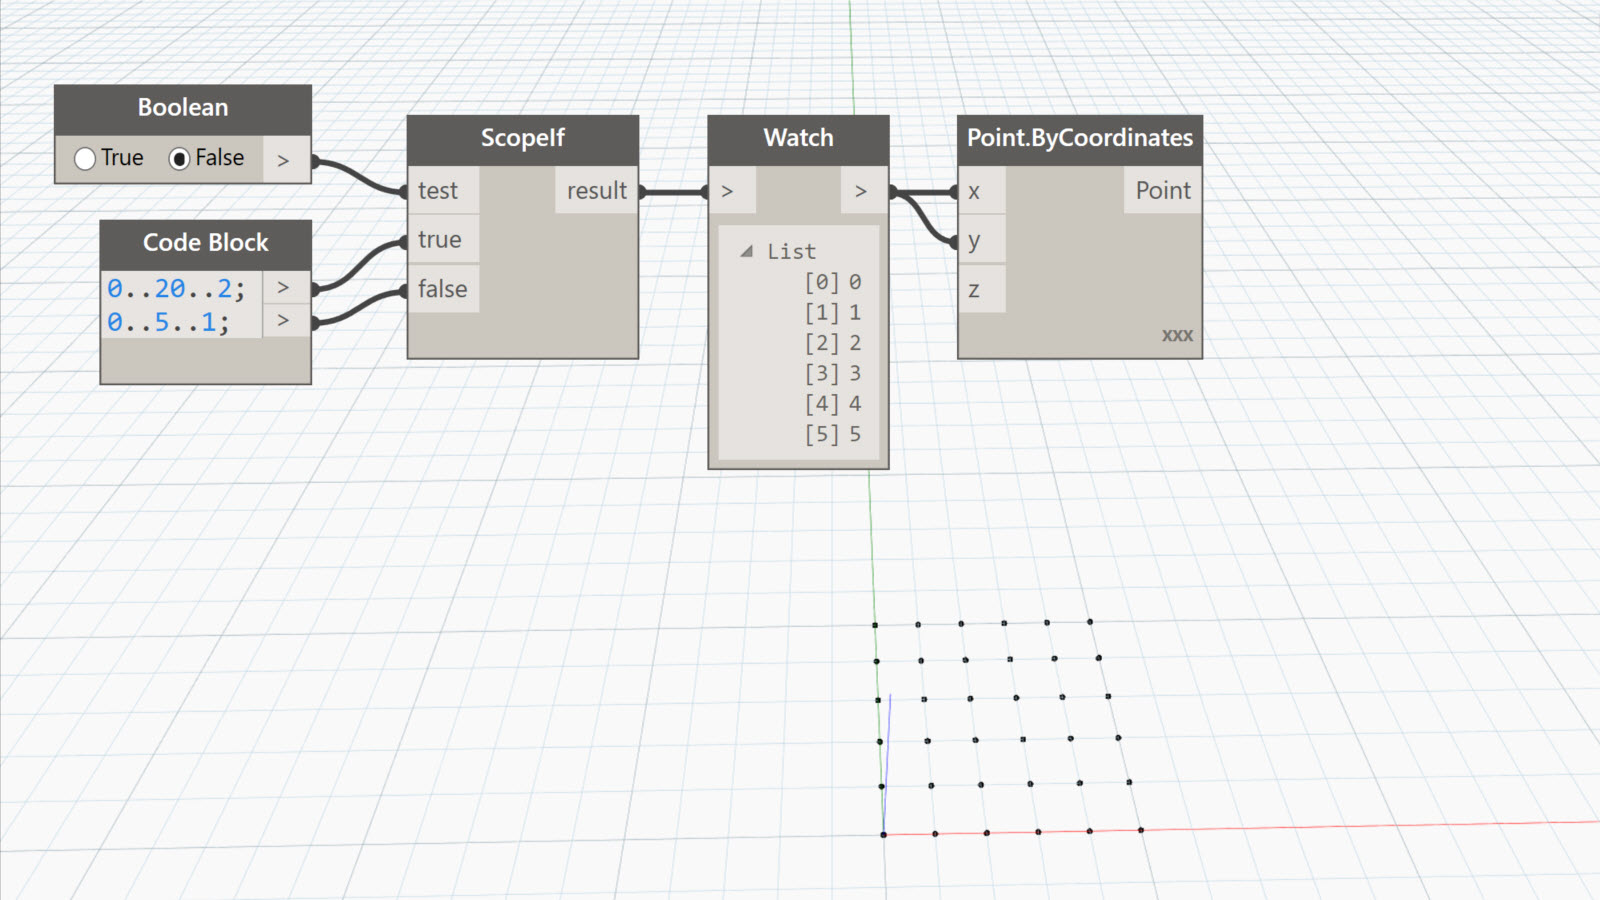 Boolean
True False >
Code Block
0..20..2; >
0..5..1; >
ScopeIf
test result
true
false
Watch
> >
List
[0] 0
[1] 1
[2] 2
[3] 3
[4] 4
[5] 5
Point.ByCoordinates
x Point
y
z
xxx